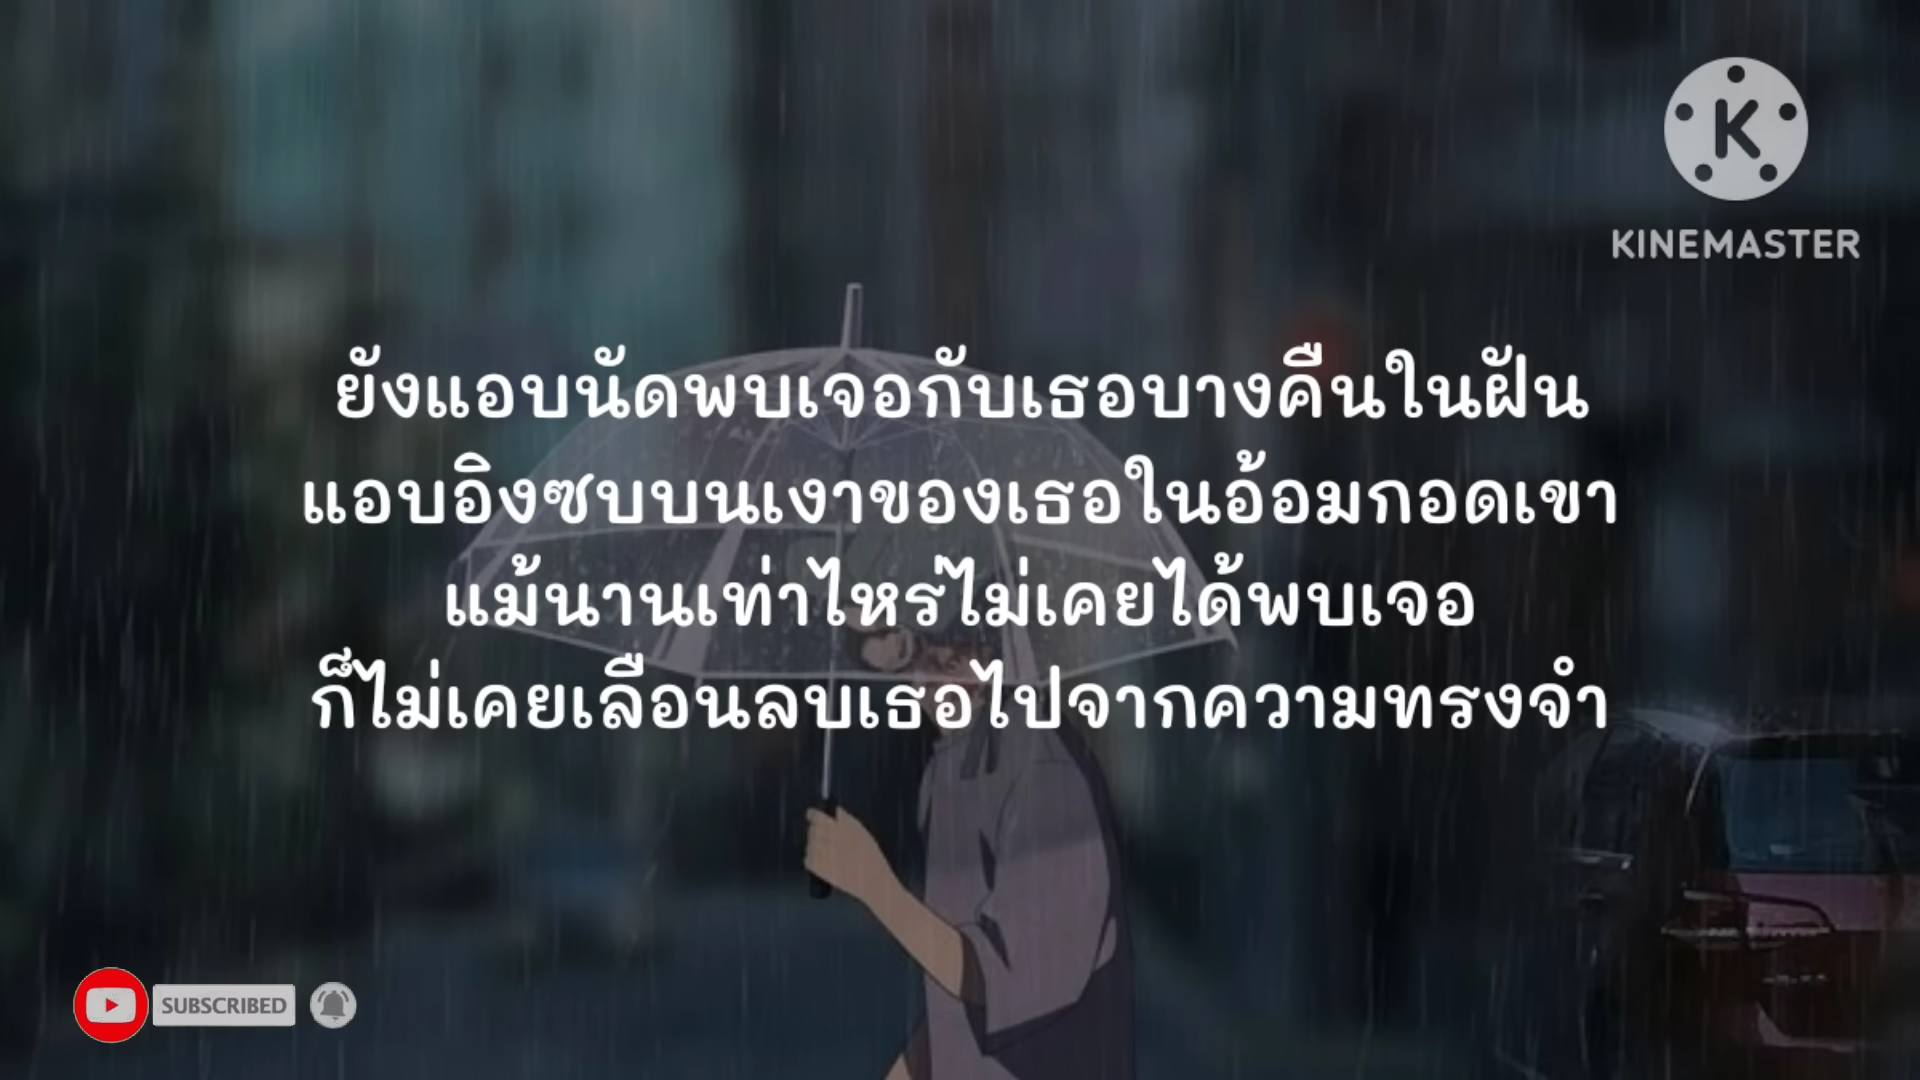 KINEMASTER
ยังแอบนัดพบเจอกับเธอบางคืนในฝัน
แอบอิงซบบนเงาของเธอในอ้อมกอดเขา
แม้นานเท่าไหร่ไม่เคยได้พบเจอ
ก็ไม่เคยเลือนลบเธอไปจากความทรงจำ
SUBSCRIBED